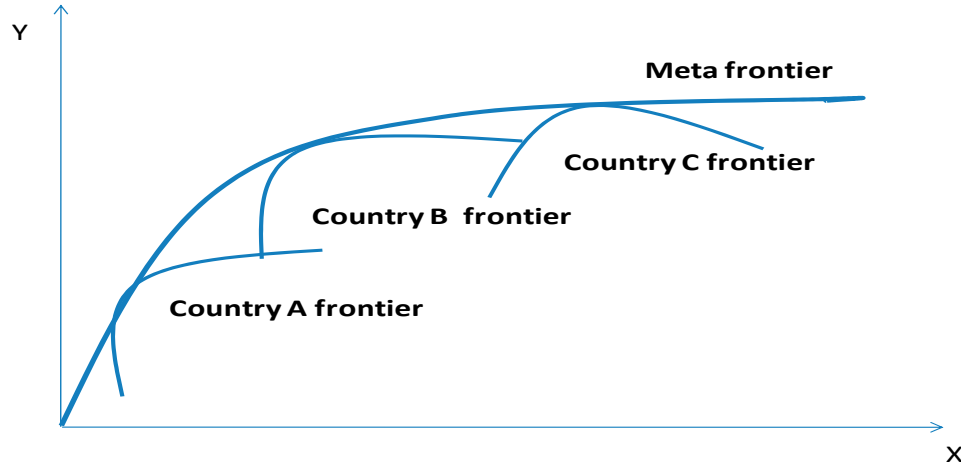 Y
Meta frontier
Country C frontier
Country B frontier
Country A frontier
X